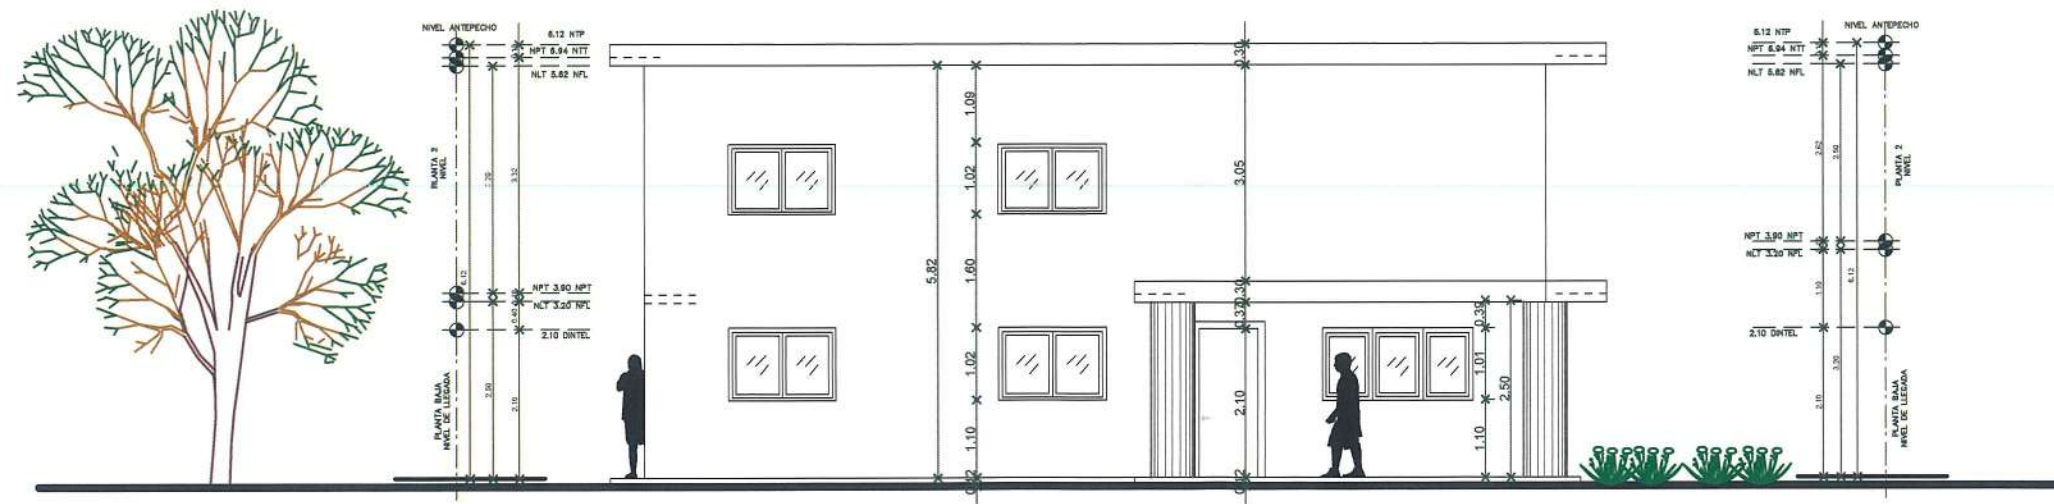 NIVEL ANTEPECHO
6.12 NTP
NPT 5.94 NTT
NLT 5.82 NFL
PLANTA 2
NIVEL
3.32
6.12
NPT 3.90 NPT
NLT 3.20 NFL
0.40
2.10 DINTEL
PLANTA BAJA
NIVEL DE LLEGADA
2.10
5.82
1.09
1.02
1.60
1.02
1.10
0.30
3.05
0.30
0.37
2.10
0.39
1.01
1.10
2.50
NIVEL ANTEPECHO
6.12 NTP
NPT 5.94 NTT
NLT 5.82 NFL
2.62
2.50
PLANTA 2
NIVEL
NPT 3.90 NPT
NLT 3.20 NFL
6.12
2.10 DINTEL
3.20
2.10
PLANTA BAJA
NIVEL DE LLEGADA